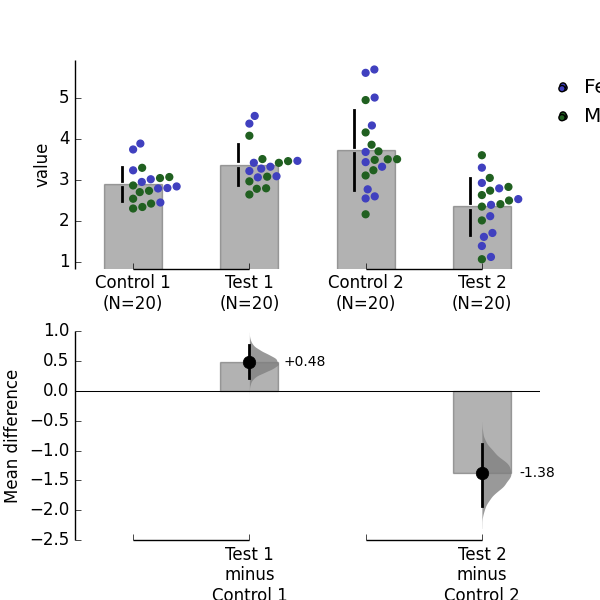 value
5
4
3
2
1
Fe
M
Control 1
(N=20)
Test 1
(N=20)
Control 2
(N=20)
Test 2
(N=20)
Mean difference
1.0
0.5
0.0
−0.5
−1.0
−1.5
−2.0
−2.5
+0.48
-1.38
Test 1
minus
Control 1
Test 2
minus
Control 2